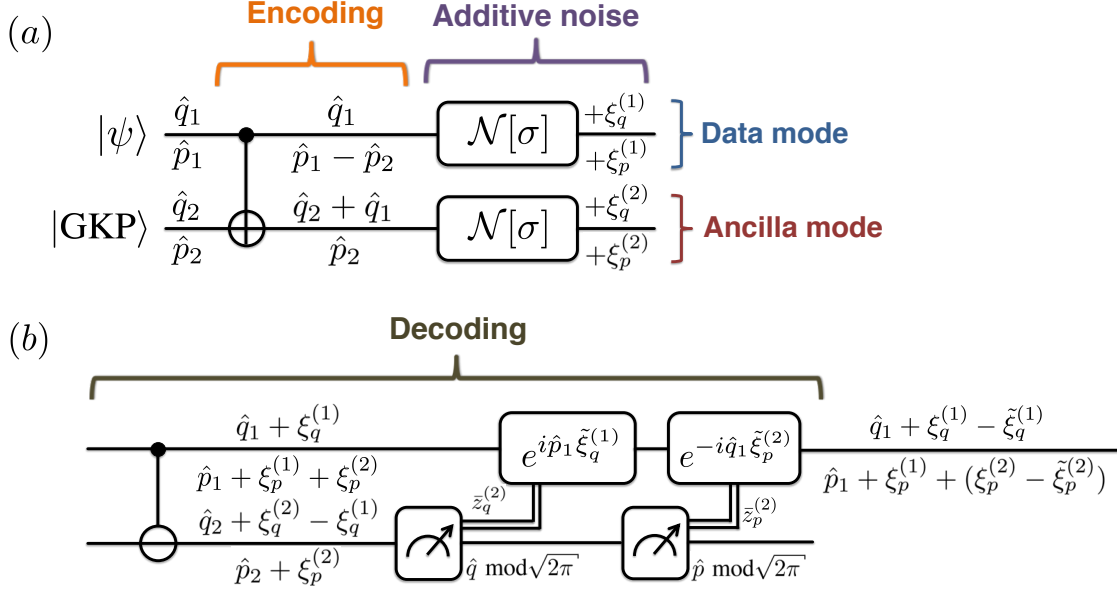 (a)
Encoding
Additive noise
|ψ⟩
q̂₁
p̂₁
q̂₁
p̂₁ − p̂₂
𝒩[σ]
+ξ_q^{(1)}
+ξ_p^{(1)}
Data mode
|GKP⟩
q̂₂
p̂₂
q̂₂ + q̂₁
p̂₂
𝒩[σ]
+ξ_q^{(2)}
+ξ_p^{(2)}
Ancilla mode
(b)
Decoding
q̂₁ + ξ_q^{(1)}
p̂₁ + ξ_p^{(1)} + ξ_p^{(2)}
q̂₂ + ξ_q^{(2)} − ξ_q^{(1)}
p̂₂ + ξ_p^{(2)}
e^{ip̂₁ξ̃_q^{(1)}}
z̄_q^{(2)}
q̂ mod√2π
e^{−iq̂₁ξ̃_p^{(2)}}
z̄_p^{(2)}
p̂ mod√2π
q̂₁ + ξ_q^{(1)} − ξ̃_q^{(1)}
p̂₁ + ξ_p^{(1)} + (ξ_p^{(2)} − ξ̃_p^{(2)})